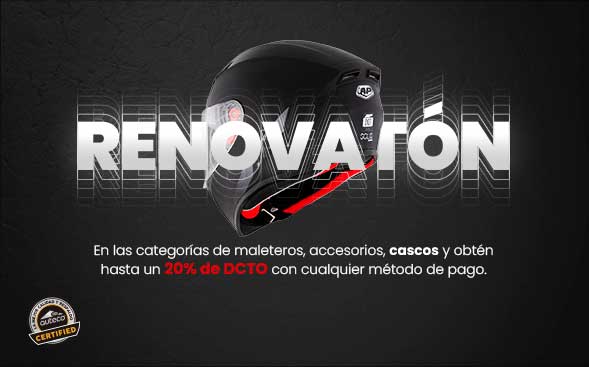 RENOVATÓN
En las categorías de maleteros, accesorios, cascos y obtén
hasta un 20% de DCTO con cualquier método de pago.
auteco
CERTIFIED